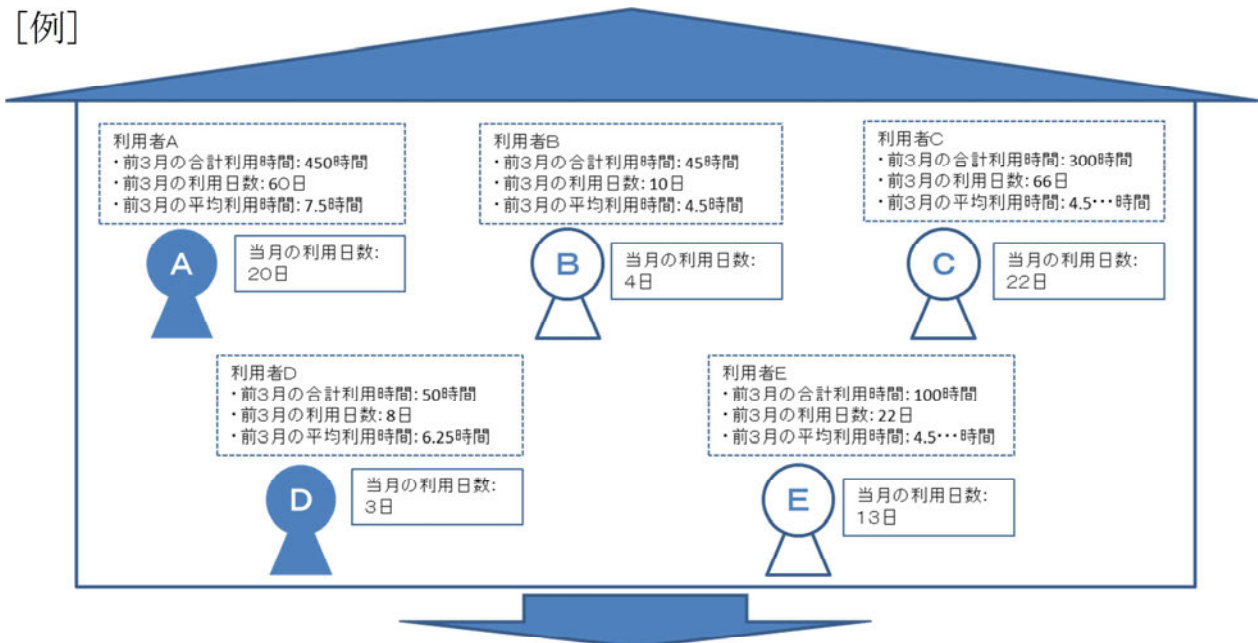 [例]
利用者A
・前3月の合計利用時間:450時間
・前3月の利用日数:60日
・前3月の平均利用時間:7.5時間
利用者B
・前3月の合計利用時間:45時間
・前3月の利用日数:10日
・前3月の平均利用時間:4.5時間
利用者C
・前3月の合計利用時間:300時間
・前3月の利用日数:66日
・前3月の平均利用時間:4.5・・・時間
A
当月の利用日数:
20日
B
当月の利用日数:
4日
C
当月の利用日数:
22日
利用者D
・前3月の合計利用時間:50時間
・前3月の利用日数:8日
・前3月の平均利用時間:6.25時間
利用者E
・前3月の合計利用時間:100時間
・前3月の利用日数:22日
・前3月の平均利用時間:4.5・・・時間
D
当月の利用日数:
3日
E
当月の利用日数:
13日